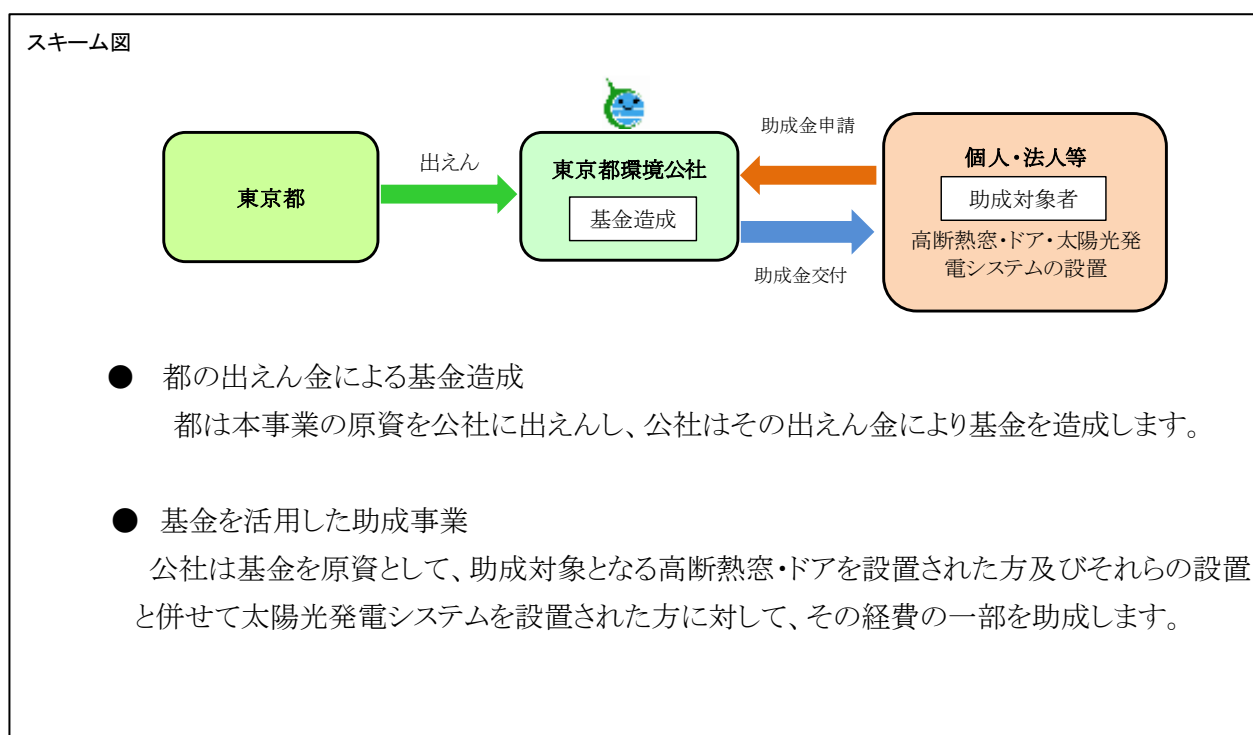 スキーム図
東京都
出えん
東京都環境公社
基金造成
助成金申請
助成金交付
個人・法人等
助成対象者
高断熱窓・ドア・太陽光発
電システムの設置
● 都の出えん金による基金造成
都は本事業の原資を公社に出えんし、公社はその出えん金により基金を造成します。
● 基金を活用した助成事業
公社は基金を原資として、助成対象となる高断熱窓・ドアを設置された方及びそれらの設置
と併せて太陽光発電システムを設置された方に対して、その経費の一部を助成します。